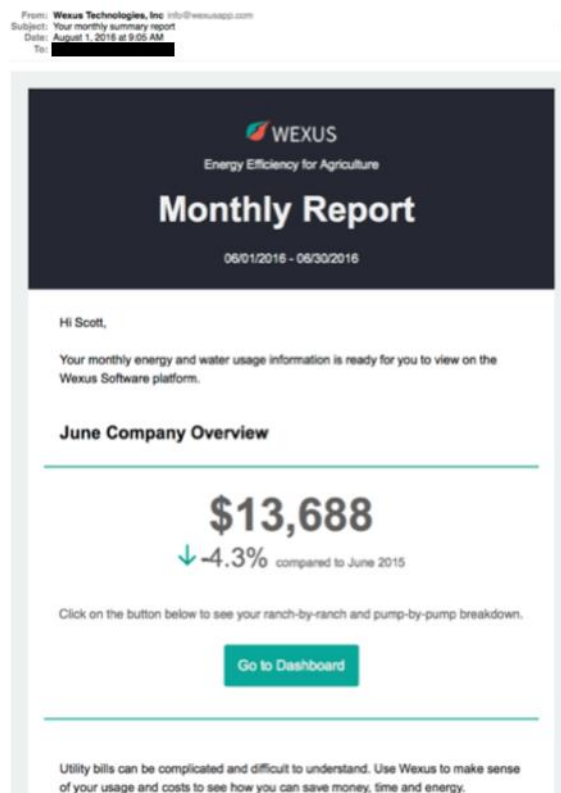 From: Wexus Technologies, Inc info@wexusapp.com
Subject: Your monthly summary report
Date: August 1, 2016 at 9:05 AM
To:
WEXUS
Energy Efficiency for Agriculture
Monthly Report
06/01/2016 - 06/30/2016
Hi Scott,
Your monthly energy and water usage information is ready for you to view on the
Wexus Software platform.
June Company Overview
$13,688
-4.3% compared to June 2015
Click on the button below to see your ranch-by-ranch and pump-by-pump breakdown.
Go to Dashboard
Utility bills can be complicated and difficult to understand. Use Wexus to make sense
of your usage and costs to see how you can save money, time and energy.